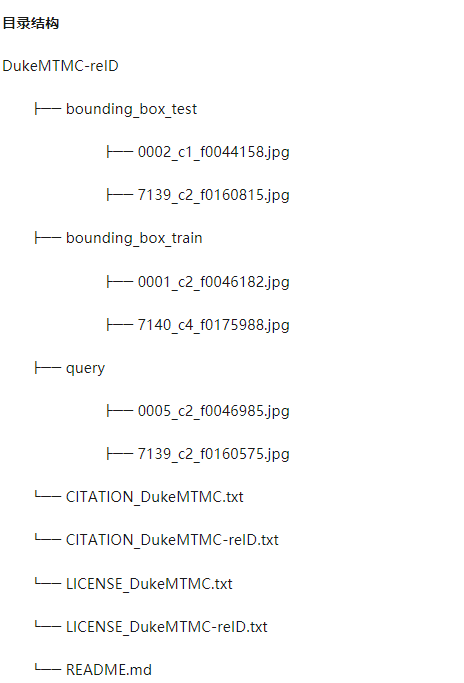 目录结构
DukeMTMC-reID
├── bounding_box_test
├── 0002_c1_f0044158.jpg
├── 7139_c2_f0160815.jpg
├── bounding_box_train
├── 0001_c2_f0046182.jpg
├── 7140_c4_f0175988.jpg
├── query
├── 0005_c2_f0046985.jpg
├── 7139_c2_f0160575.jpg
└── CITATION_DukeMTMC.txt
└── CITATION_DukeMTMC-reID.txt
└── LICENSE_DukeMTMC.txt
└── LICENSE_DukeMTMC-reID.txt
└── README.md